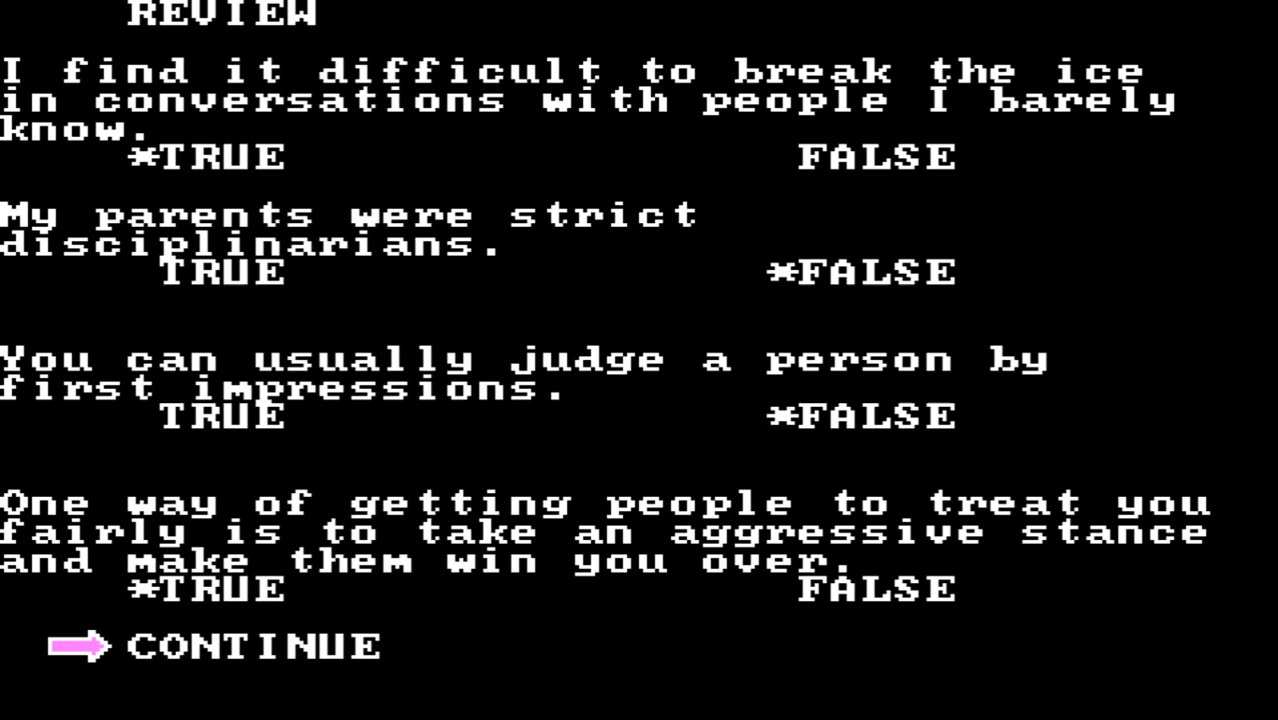 REVIEW
I find it difficult to break the ice
in conversations with people I barely
know.
*TRUE FALSE
My parents were strict
disciplinarians.
TRUE *FALSE
You can usually judge a person by
first impressions.
TRUE *FALSE
One way of getting people to treat you
fairly is to take an aggressive stance
and make them win you over.
*TRUE FALSE
CONTINUE